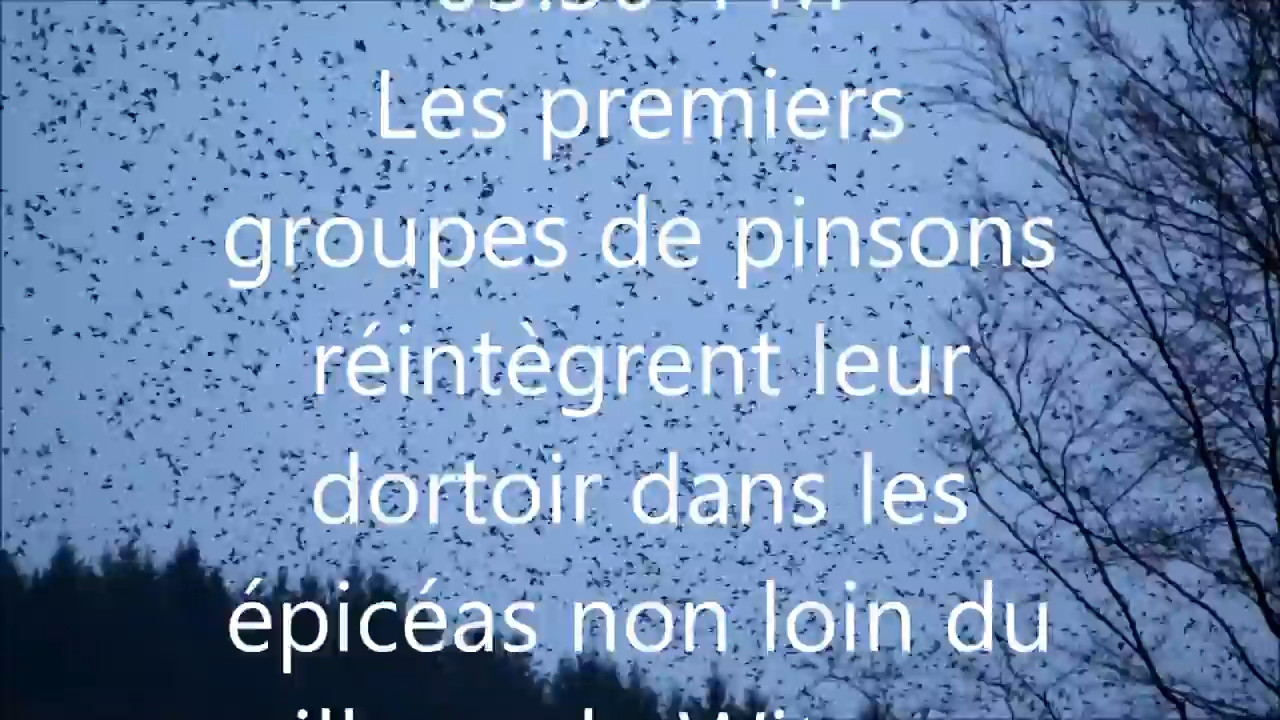 Les premiers
groupes de pinsons
réintègrent leur
dortoir dans les
épicéas non loin du